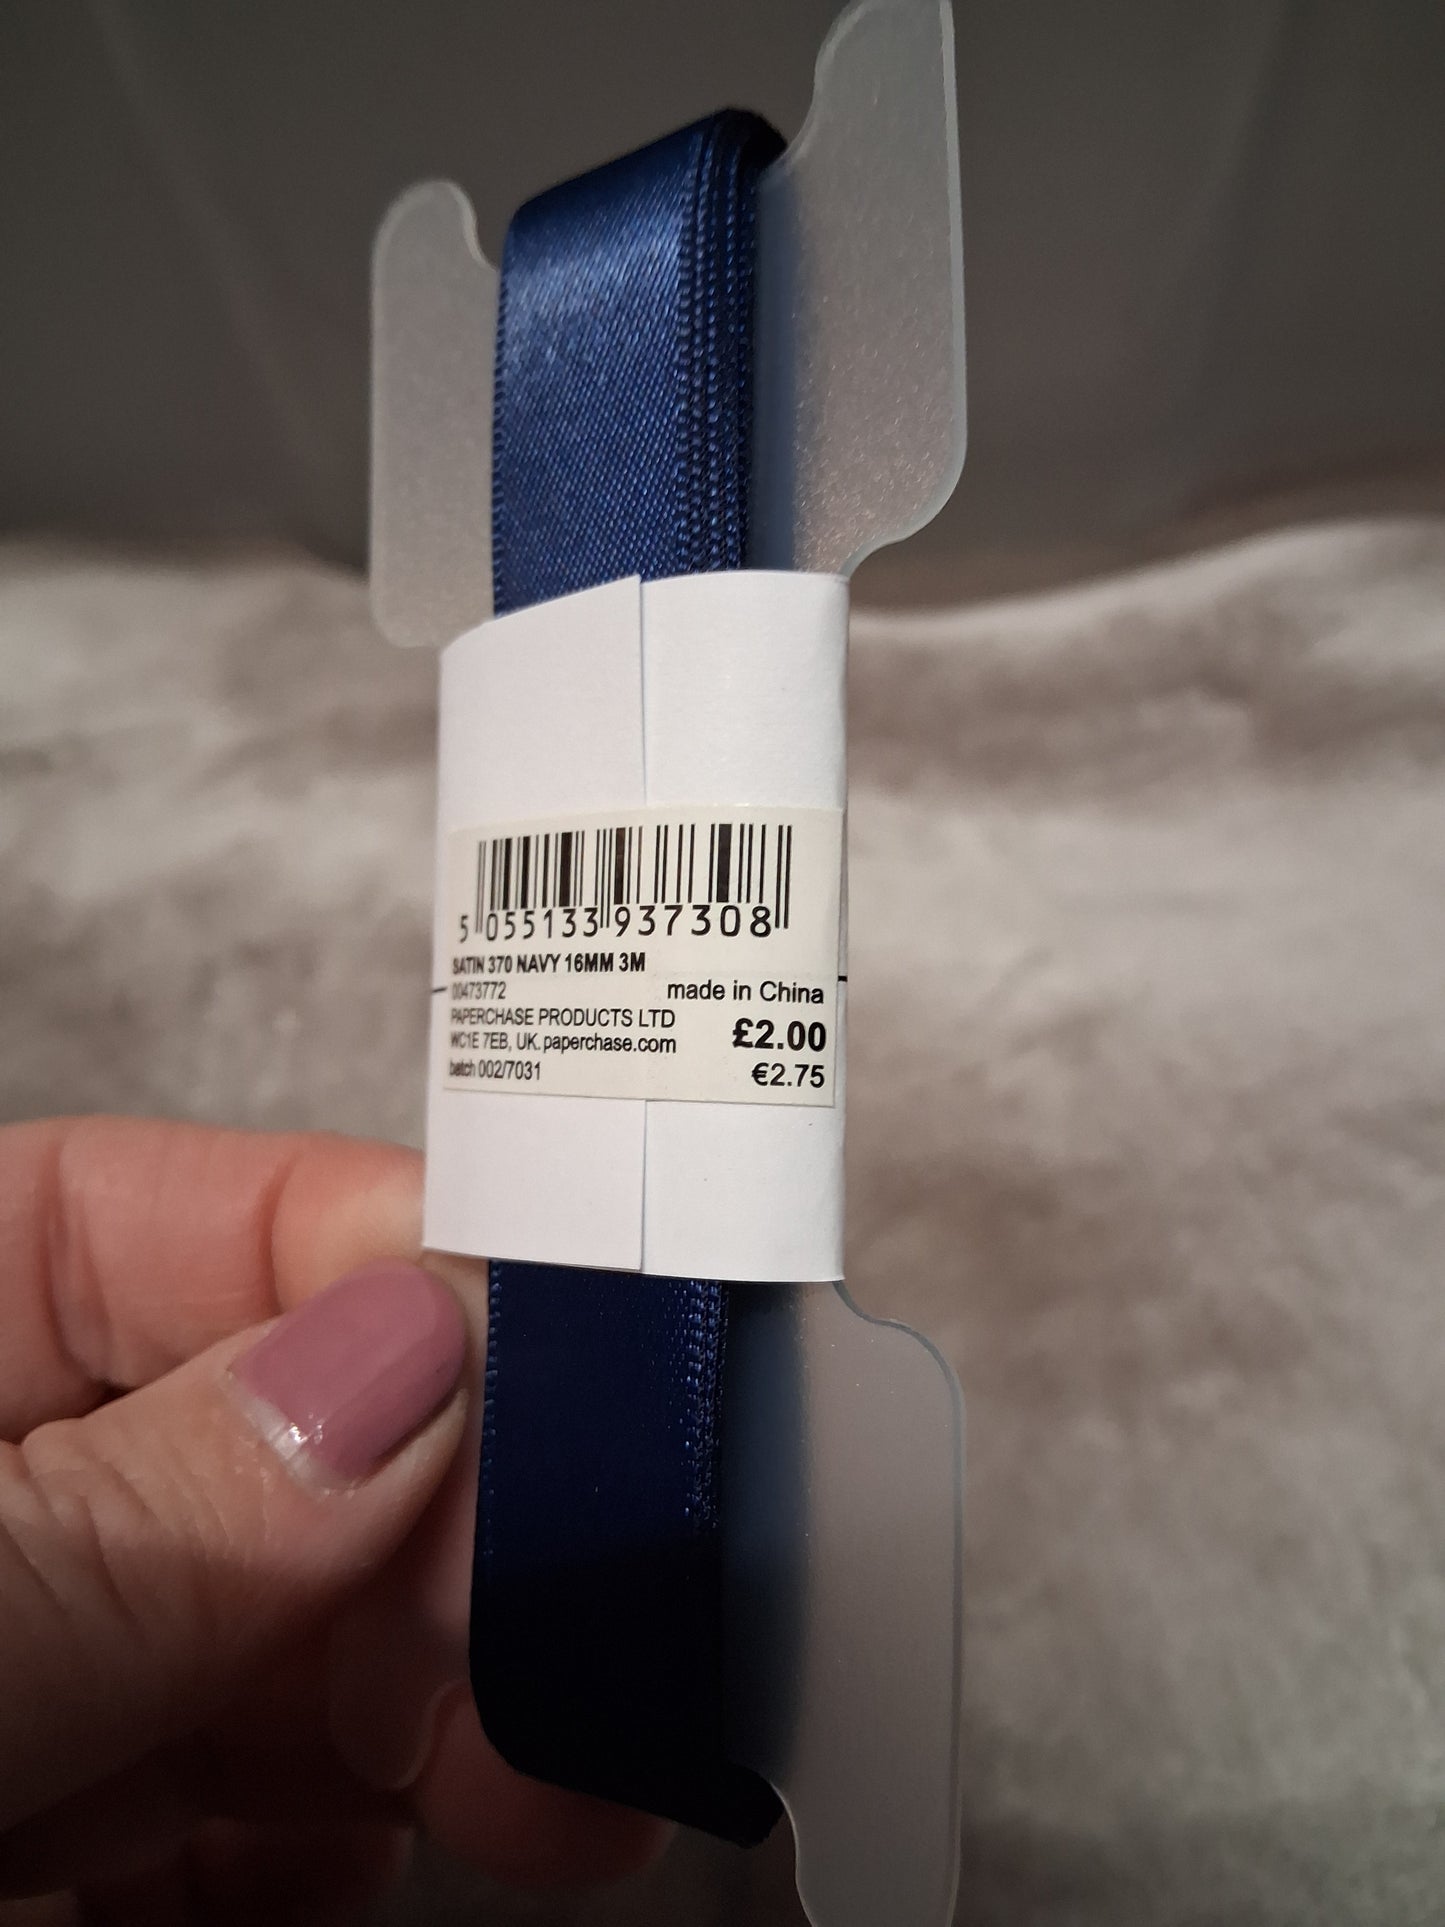 5 055133 937308
SATIN 370 NAVY 16MM 3M
00473772 made in China
PAPERCHASE PRODUCTS LTD
WC1E 7EB, UK. paperchase.com
£2.00
batch 002/7031
€2.75